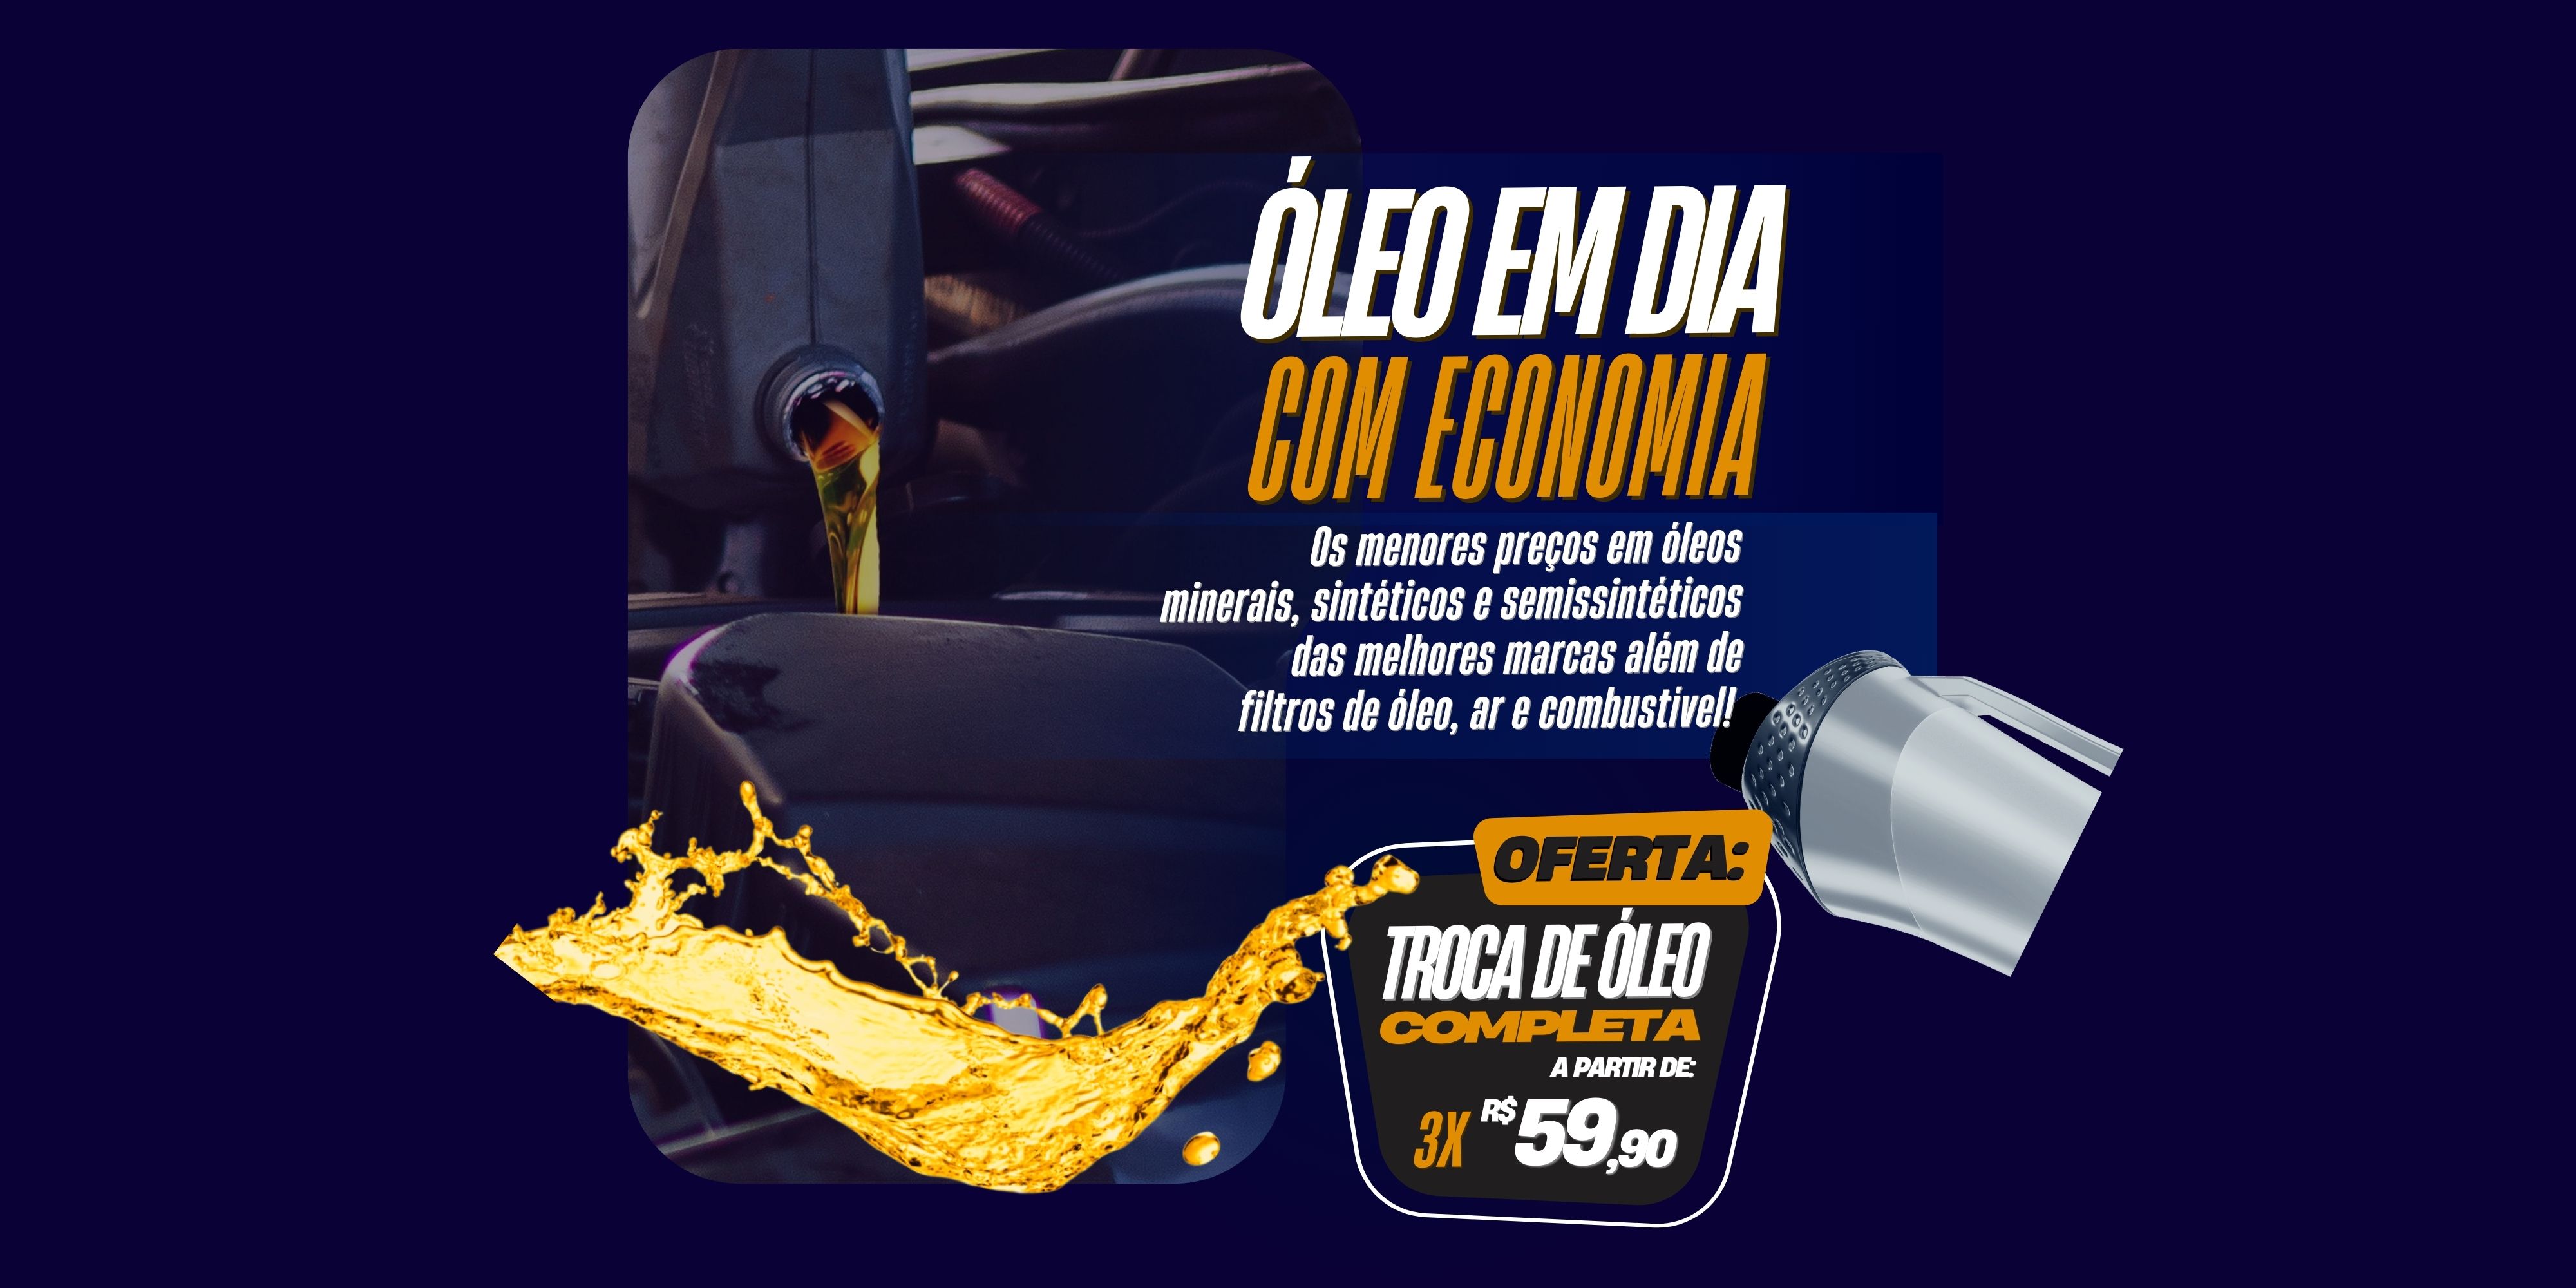 ÓLEO EM DIA
COM ECONOMIA
Os menores preços em óleos
minerais, sintéticos e semissintéticos
das melhores marcas além de
filtros de óleo, ar e combustivel!
OFERTA:
TROCA DE ÓLEO
COMPLETA
A PARTIR DE:
3X R$59,90